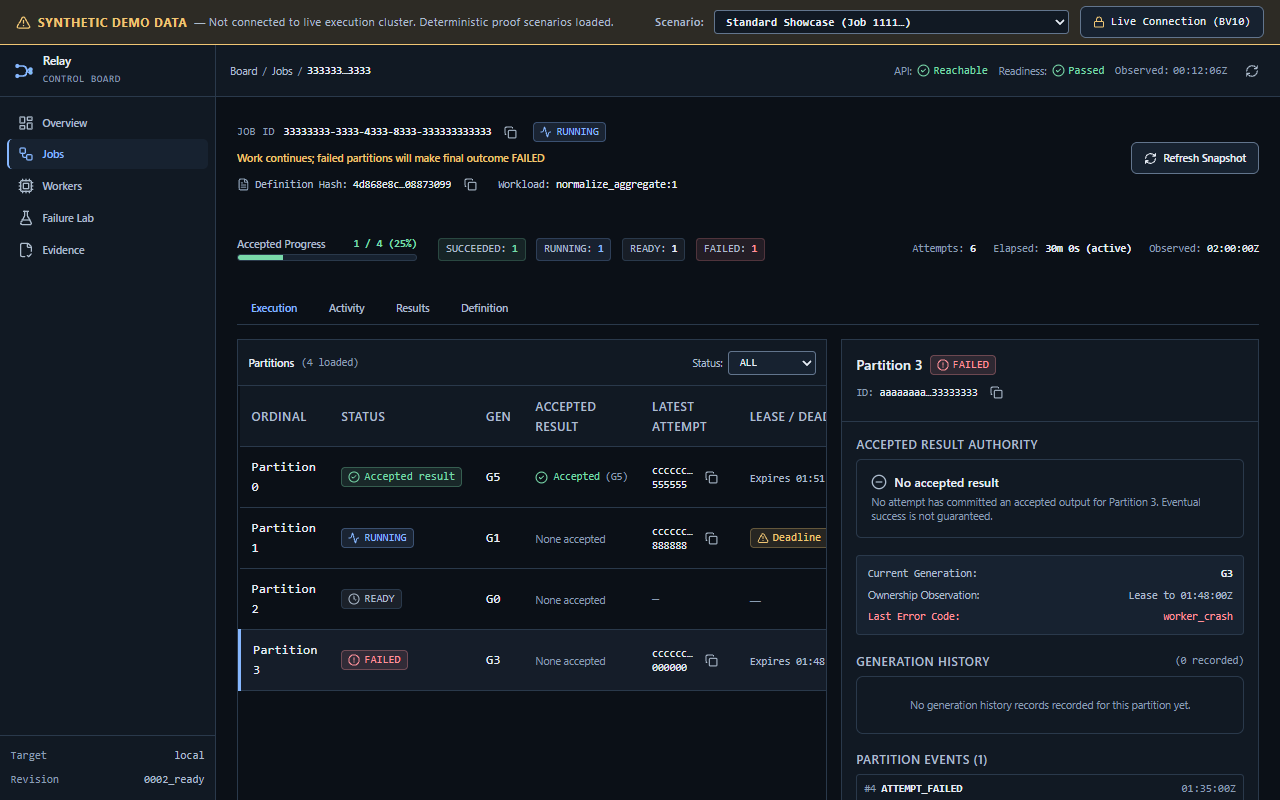 SYNTHETIC DEMO DATA — Not connected to live execution cluster. Deterministic proof scenarios loaded.
Scenario: Standard Showcase (Job 1111…)
Live Connection (BV10)
Relay
CONTROL BOARD
Board / Jobs / 333333…3333
API: Reachable Readiness: Passed Observed: 00:12:06Z
Overview
Jobs
Workers
Failure Lab
Evidence
Target local
Revision 0002_ready
JOB ID 33333333-3333-4333-8333-333333333333 RUNNING
Work continues; failed partitions will make final outcome FAILED
Definition Hash: 4d868e8c…08873099 Workload: normalize_aggregate:1
Refresh Snapshot
Accepted Progress 1 / 4 (25%)
SUCCEEDED: 1 RUNNING: 1 READY: 1 FAILED: 1
Attempts: 6 Elapsed: 30m 0s (active) Observed: 02:00:00Z
Execution Activity Results Definition
Partitions (4 loaded) Status: ALL
ORDINAL STATUS GEN ACCEPTED RESULT LATEST ATTEMPT LEASE / DEAD
Partition 0 Accepted result G5 Accepted (G5) cccccc… 555555 Expires 01:51
Partition 1 RUNNING G1 None accepted cccccc… 888888 Deadline
Partition 2 READY G0 None accepted — —
Partition 3 FAILED G3 None accepted cccccc… 000000 Expires 01:48
Partition 3 FAILED
ID: aaaaaaaa…33333333
ACCEPTED RESULT AUTHORITY
No accepted result
No attempt has committed an accepted output for Partition 3. Eventual
success is not guaranteed.
Current Generation: G3
Ownership Observation: Lease to 01:48:00Z
Last Error Code: worker_crash
GENERATION HISTORY (0 recorded)
No generation history records recorded for this partition yet.
PARTITION EVENTS (1)
#4 ATTEMPT_FAILED 01:35:00Z